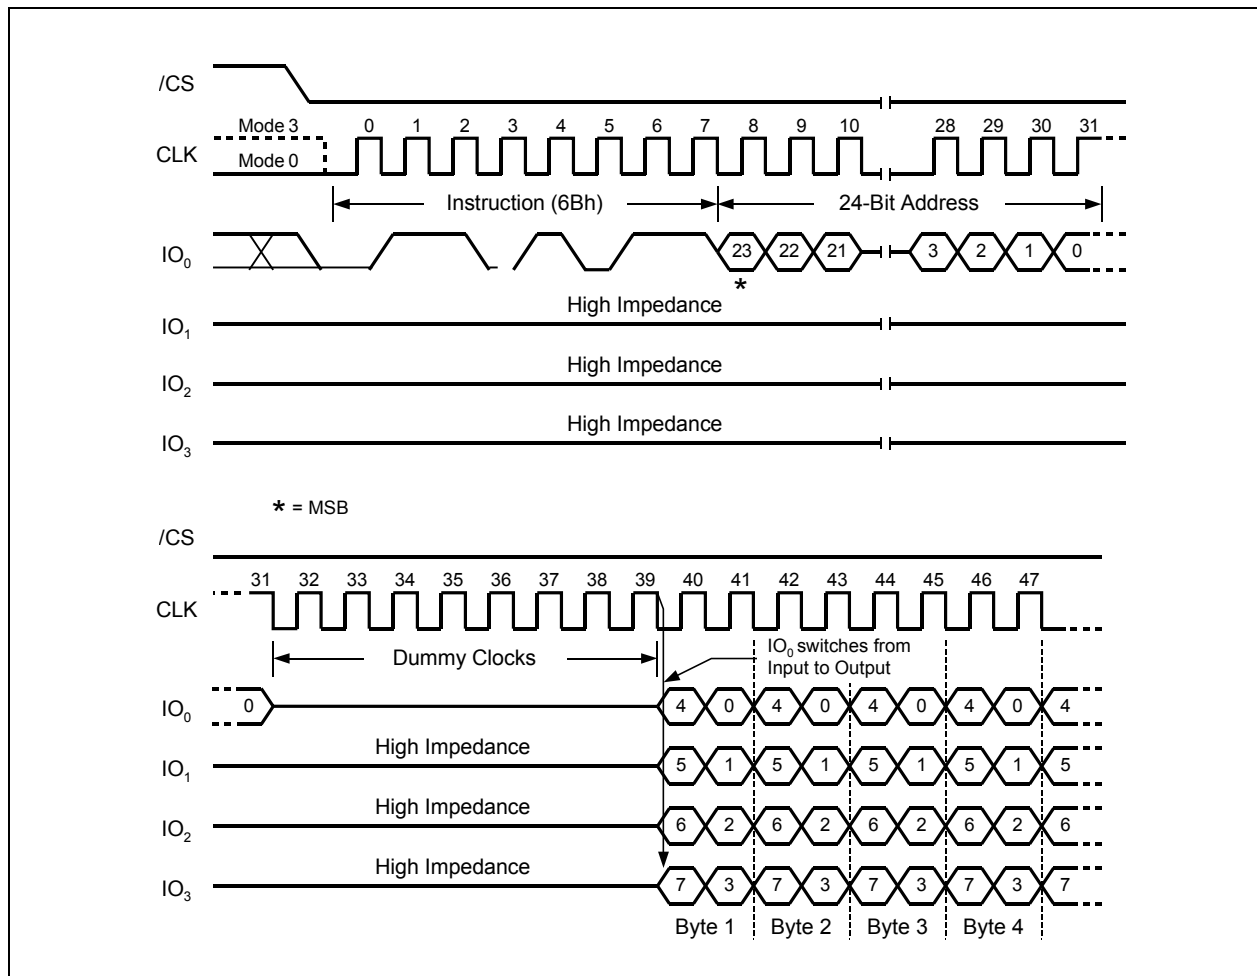 /CS
Mode 3 0 1 2 3 4 5 6 7 8 9 10 28 29 30 31
CLK Mode 0
Instruction (6Bh) 24-Bit Address
IO0 23 22 21 3 2 1 0
*
High Impedance
IO1
High Impedance
IO2
High Impedance
IO3
* = MSB
/CS
31 32 33 34 35 36 37 38 39 40 41 42 43 44 45 46 47
CLK
Dummy Clocks
IO0 switches from
Input to Output
IO0 0 4 0 4 0 4 0 4 0 4
High Impedance
IO1 5 1 5 1 5 1 5 1 5
High Impedance
IO2 6 2 6 2 6 2 6 2 6
High Impedance
IO3 7 3 7 3 7 3 7 3 7
Byte 1 Byte 2 Byte 3 Byte 4